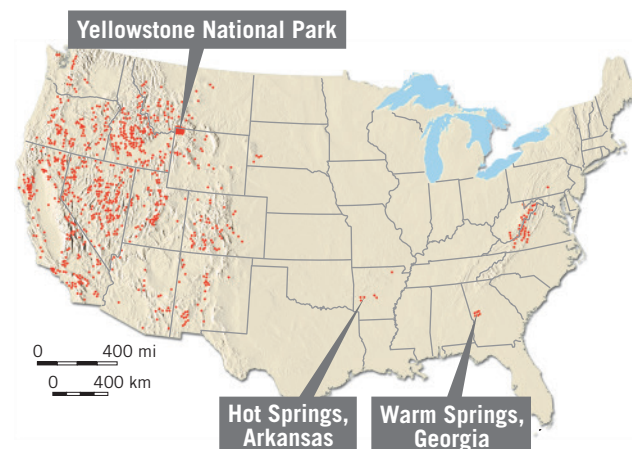 Yellowstone National Park
0 400 mi
0 400 km
Hot Springs,
Arkansas
Warm Springs,
Georgia